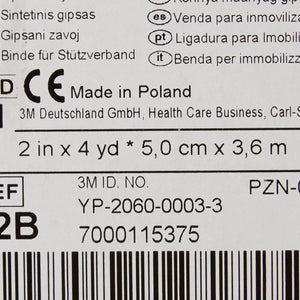 Sintetinis gipsas
Gipsani zavoj
Binde für Stützverband
es Venda para inmoviliz
pt Ligadura para Imobili
it Benda per immobilizz
CE Made in Poland
3M Deutschland GmbH, Health Care Business, Carl-S
2 in x 4 yd * 5,0 cm x 3,6 m
3M ID. NO.
PZN-0
YP-2060-0003-3
2B
7000115375